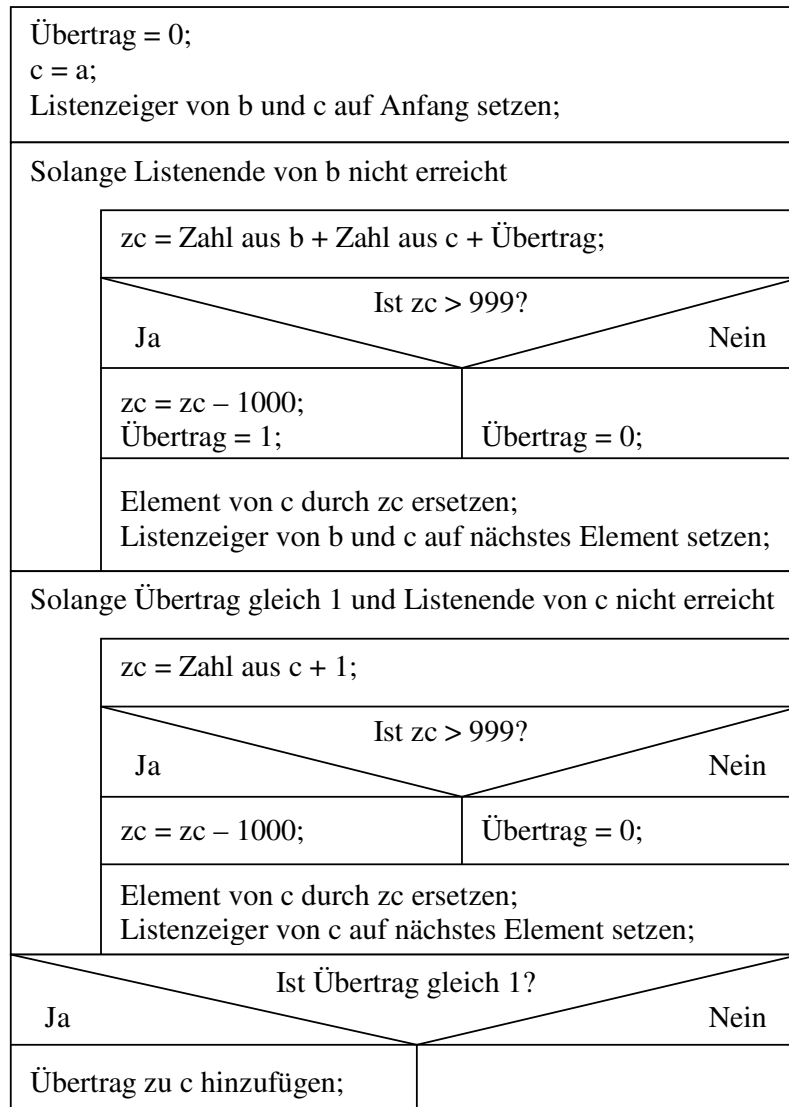 Übertrag = 0;
c = a;
Listenzeiger von b und c auf Anfang setzen;
Solange Listenende von b nicht erreicht
zc = Zahl aus b + Zahl aus c + Übertrag;
Ist zc > 999?
Ja
Nein
zc = zc – 1000;
Übertrag = 1;
Übertrag = 0;
Element von c durch zc ersetzen;
Listenzeiger von b und c auf nächstes Element setzen;
Solange Übertrag gleich 1 und Listenende von c nicht erreicht
zc = Zahl aus c + 1;
Ist zc > 999?
Ja
Nein
zc = zc – 1000;
Übertrag = 0;
Element von c durch zc ersetzen;
Listenzeiger von c auf nächstes Element setzen;
Ist Übertrag gleich 1?
Ja
Nein
Übertrag zu c hinzufügen;